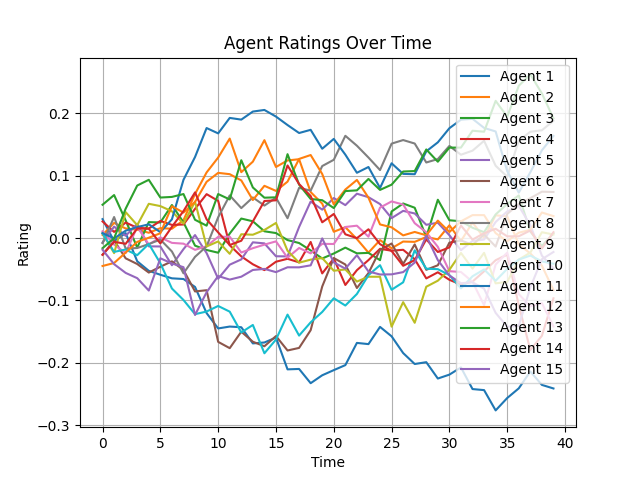 Agent Ratings Over Time
Rating
0.2
0.1
0.0
−0.1
−0.2
−0.3
0
5
10
15
20
25
30
35
40
Time
Agent 1
Agent 2
Agent 3
Agent 4
Agent 5
Agent 6
Agent 7
Agent 8
Agent 9
Agent 10
Agent 11
Agent 12
Agent 13
Agent 14
Agent 15